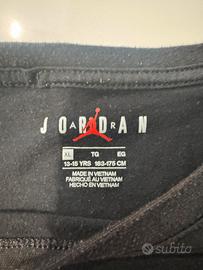 AIR
JORDAN
XL TG EG
13-15 YRS 163-175 CM
MADE IN VIETNAM
FABRIQUÉ AU VIETNAM
HECHO EN VIETNAM
subito